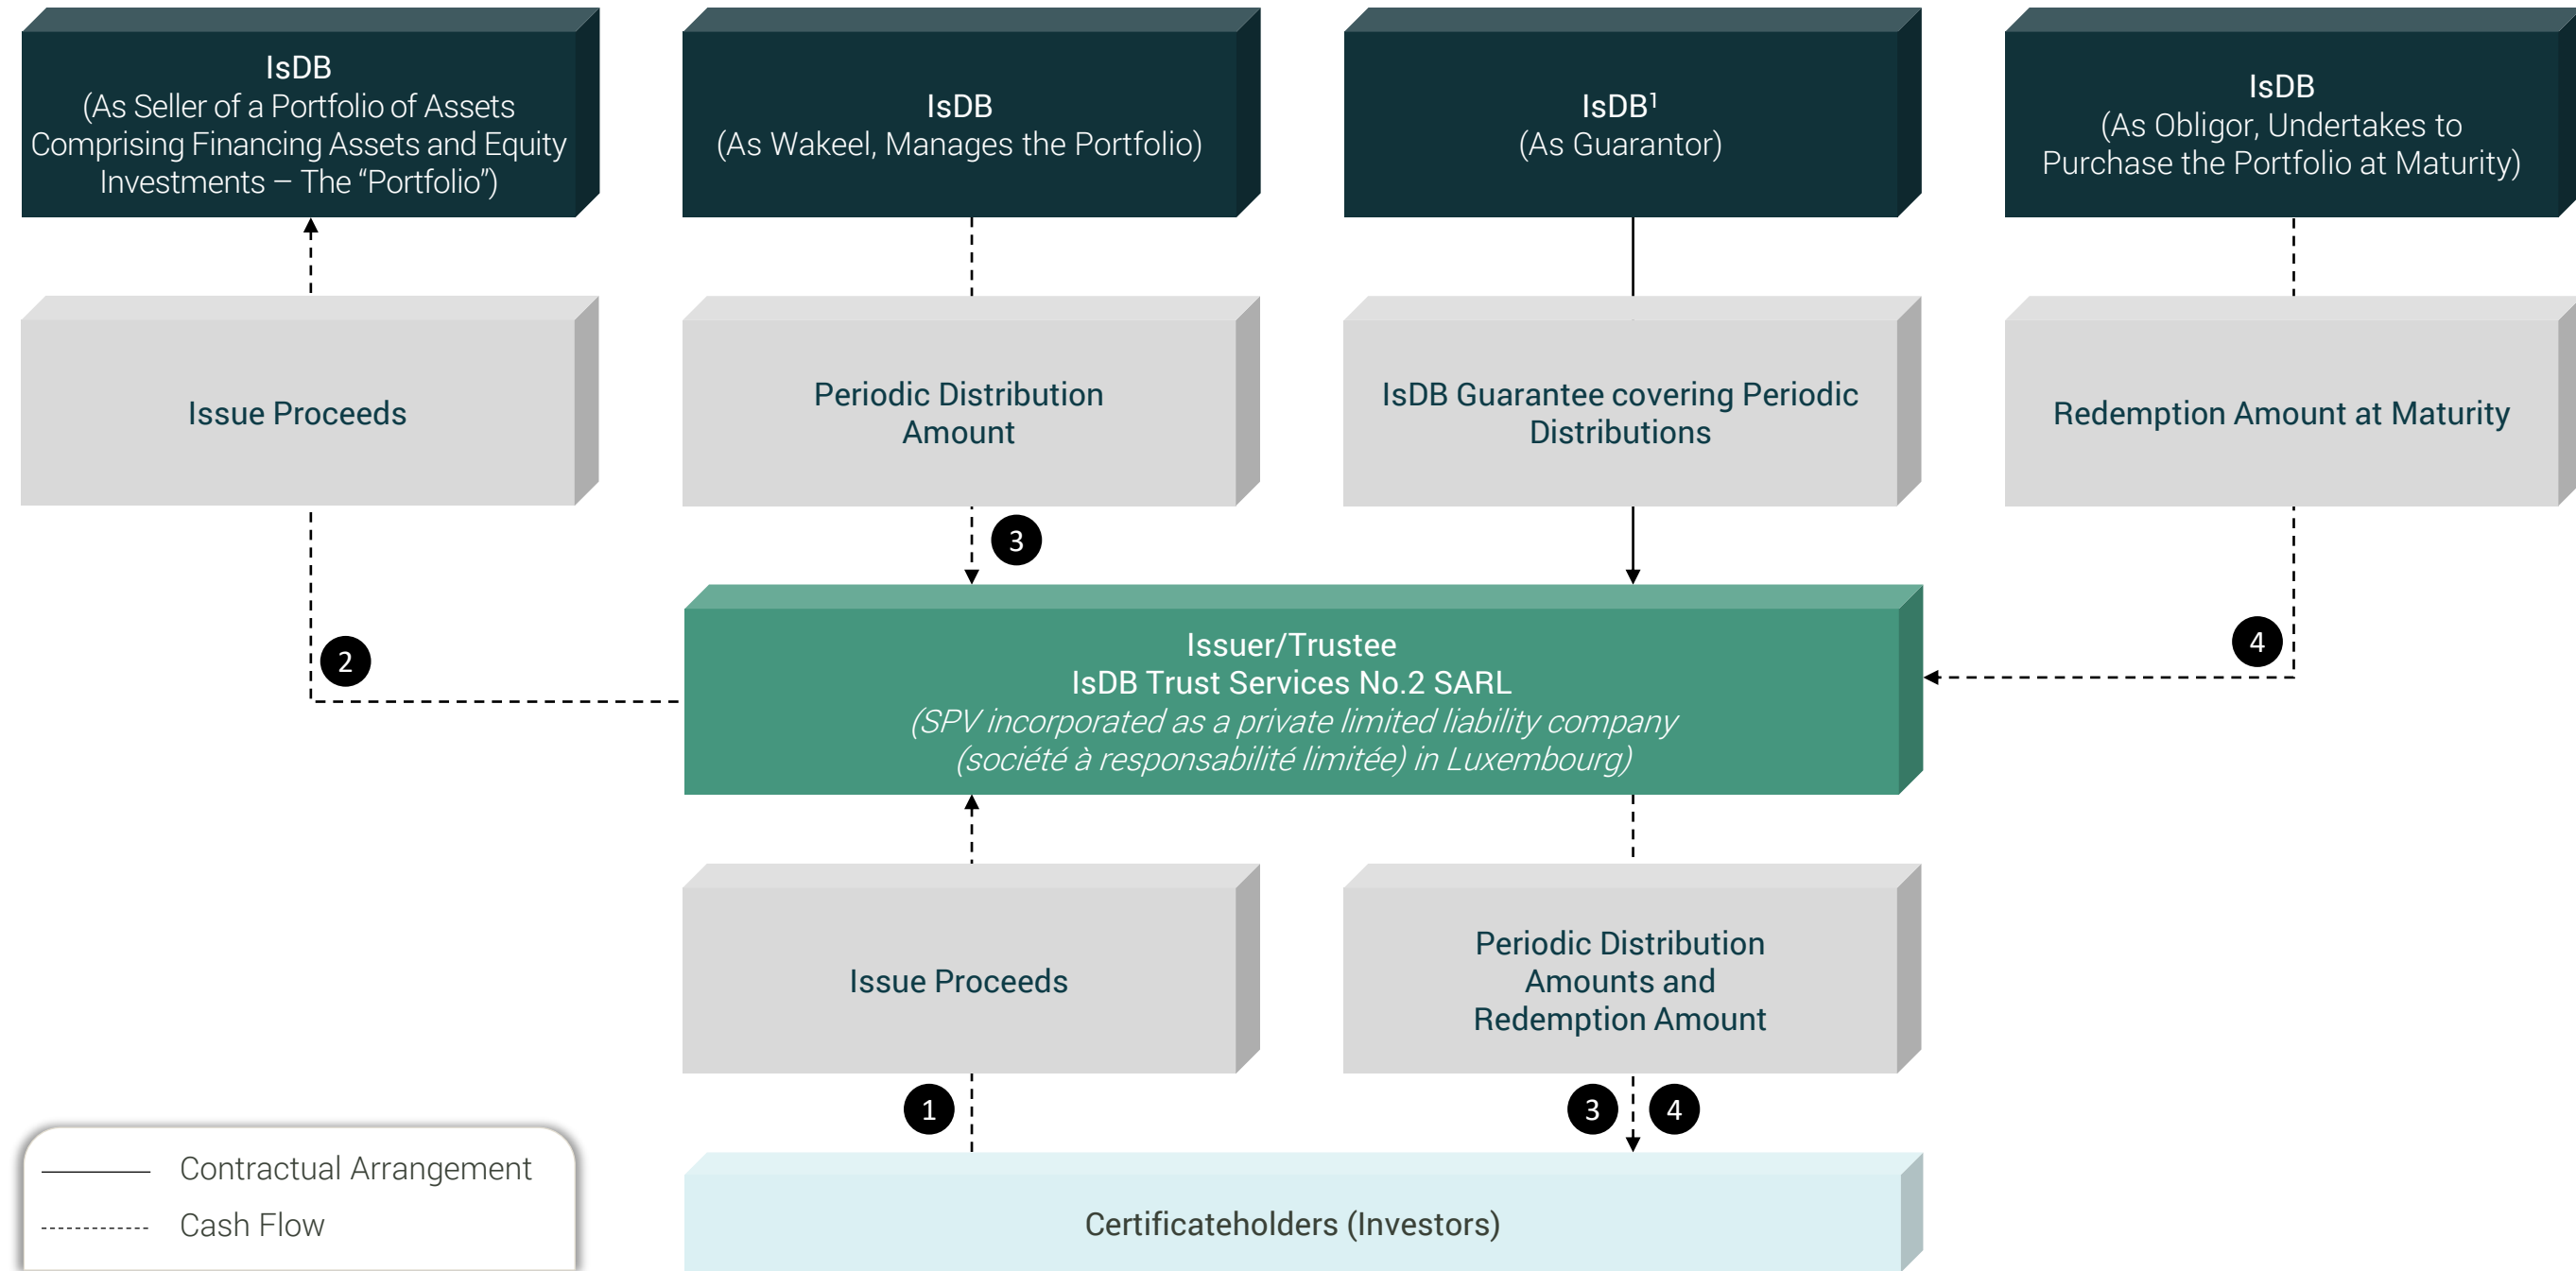 IsDB
(As Seller of a Portfolio of Assets
Comprising Financing Assets and Equity
Investments – The “Portfolio”)
IsDB
(As Wakeel, Manages the Portfolio)
IsDB¹
(As Guarantor)
IsDB
(As Obligor, Undertakes to
Purchase the Portfolio at Maturity)
Issue Proceeds
Periodic Distribution
Amount
IsDB Guarantee covering Periodic
Distributions
Redemption Amount at Maturity
3
2
4
Issuer/Trustee
IsDB Trust Services No.2 SARL
(SPV incorporated as a private limited liability company
(société à responsabilité limitée) in Luxembourg)
Issue Proceeds
Periodic Distribution
Amounts and
Redemption Amount
1
3
4
Contractual Arrangement
Cash Flow
Certificateholders (Investors)